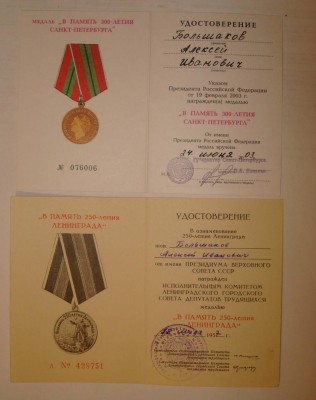 МЕДАЛЬ "В ПАМЯТЬ 300-ЛЕТИЯ
САНКТ-ПЕТЕРБУРГА"
№ 076006
УДОСТОВЕРЕНИЕ
Большаков
Алексей
Иванович
Указом
Президента Российской Федерации
от 19 февраля 2003 г.
награжден(а) медалью
"В ПАМЯТЬ 300-ЛЕТИЯ
САНКТ-ПЕТЕРБУРГА"
От имени
Президента Российской Федерации
медаль вручена
24 июня 03
"В ПАМЯТЬ 250-летия
ЛЕНИНГРАДА"
УДОСТОВЕРЕНИЕ
В ознаменование
250-летия Ленинграда
Большаков
Алексей Иванович
от имени ПРЕЗИДИУМА ВЕРХОВНОГО
СОВЕТА СССР
награжден
ИСПОЛНИТЕЛЬНЫМ КОМИТЕТОМ
ЛЕНИНГРАДСКОГО ГОРОДСКОГО
СОВЕТА ДЕПУТАТОВ ТРУДЯЩИХСЯ
медалью
"В ПАМЯТЬ 250-летия
ЛЕНИНГРАДА"